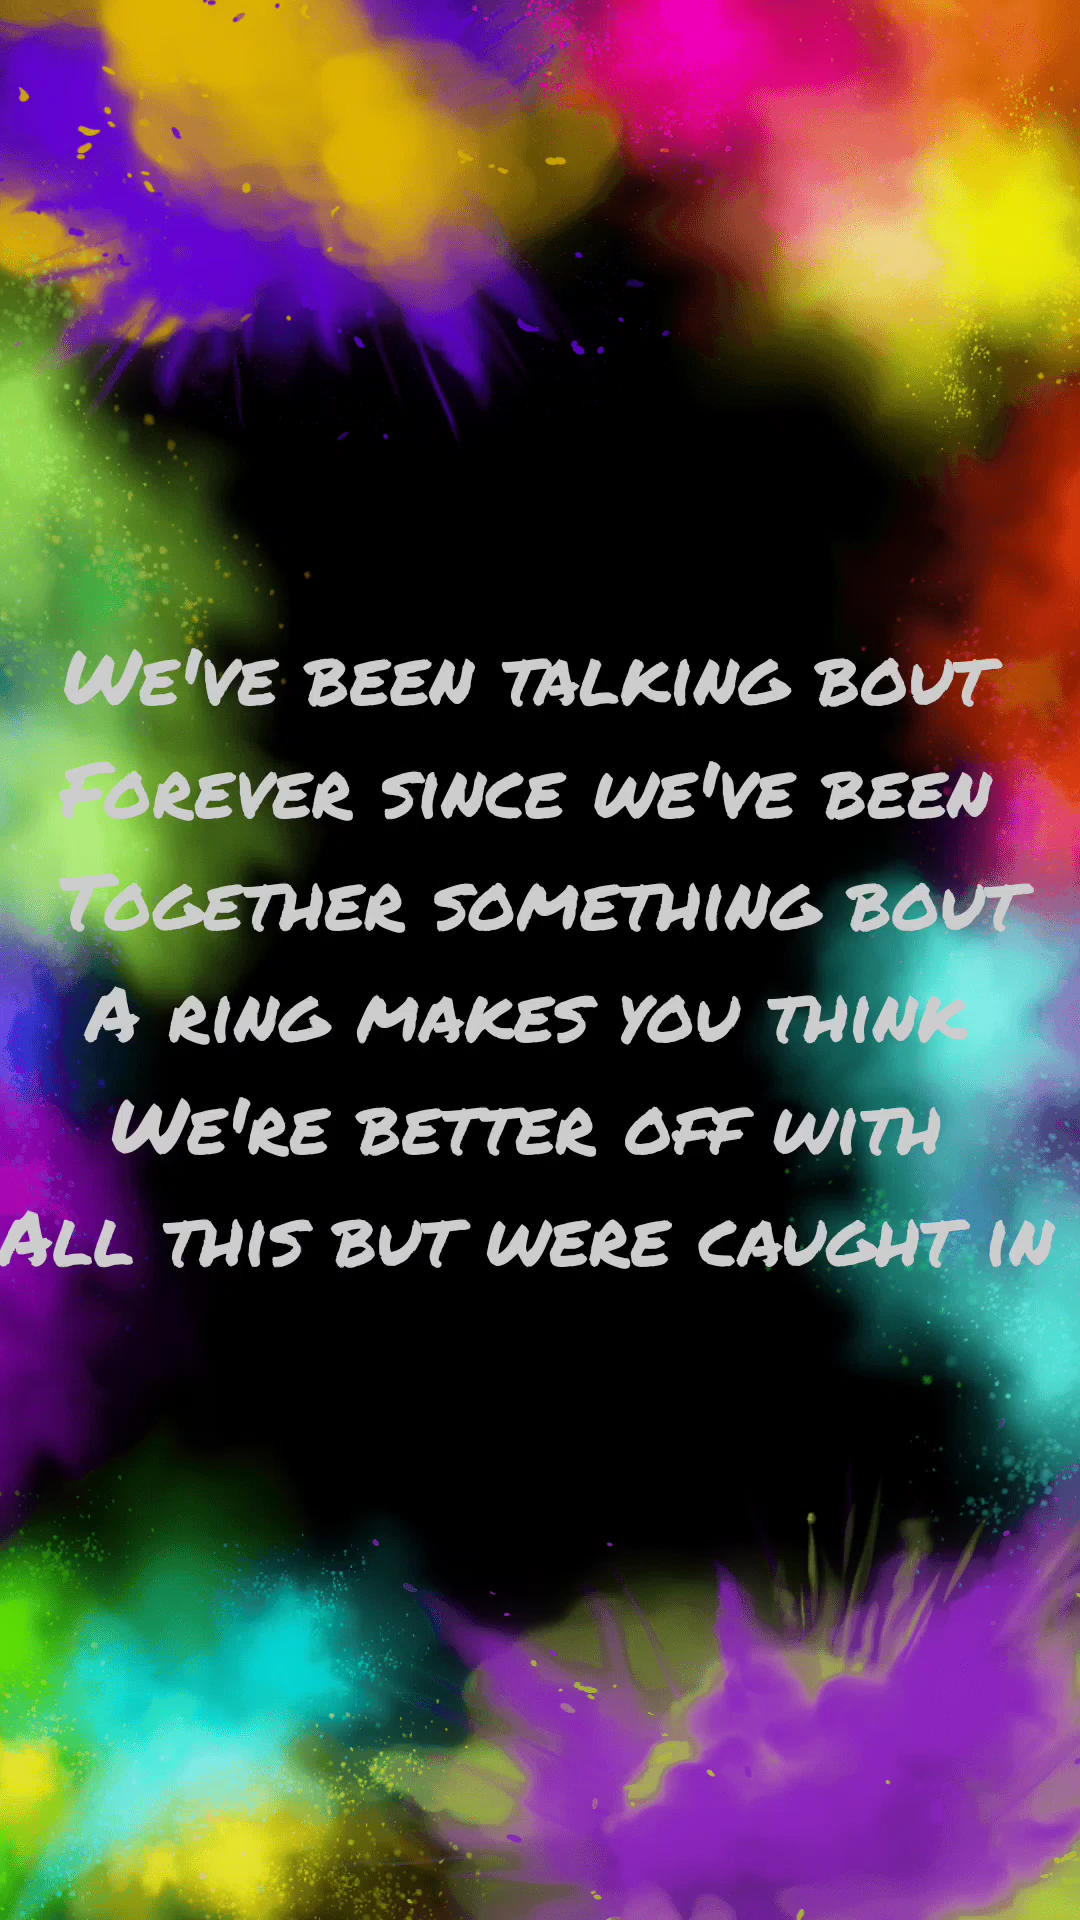 We've been talking bout
Forever since we've been
Together something bout
A ring makes you think
We're better off with
All this but were caught in